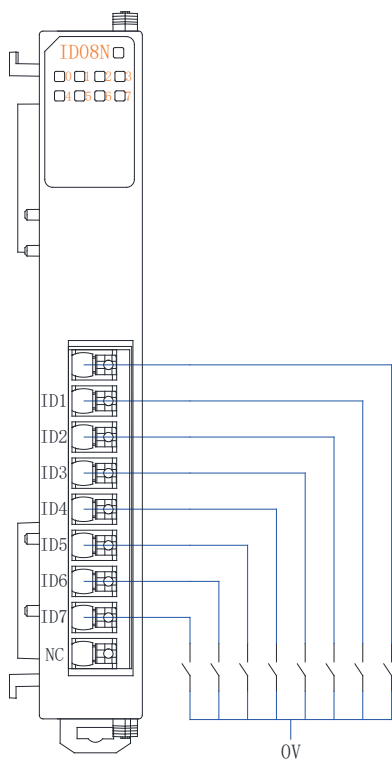 ID08N
0 1 2 3
4 5 6 7
ID1
ID2
ID3
ID4
ID5
ID6
ID7
NC
0V